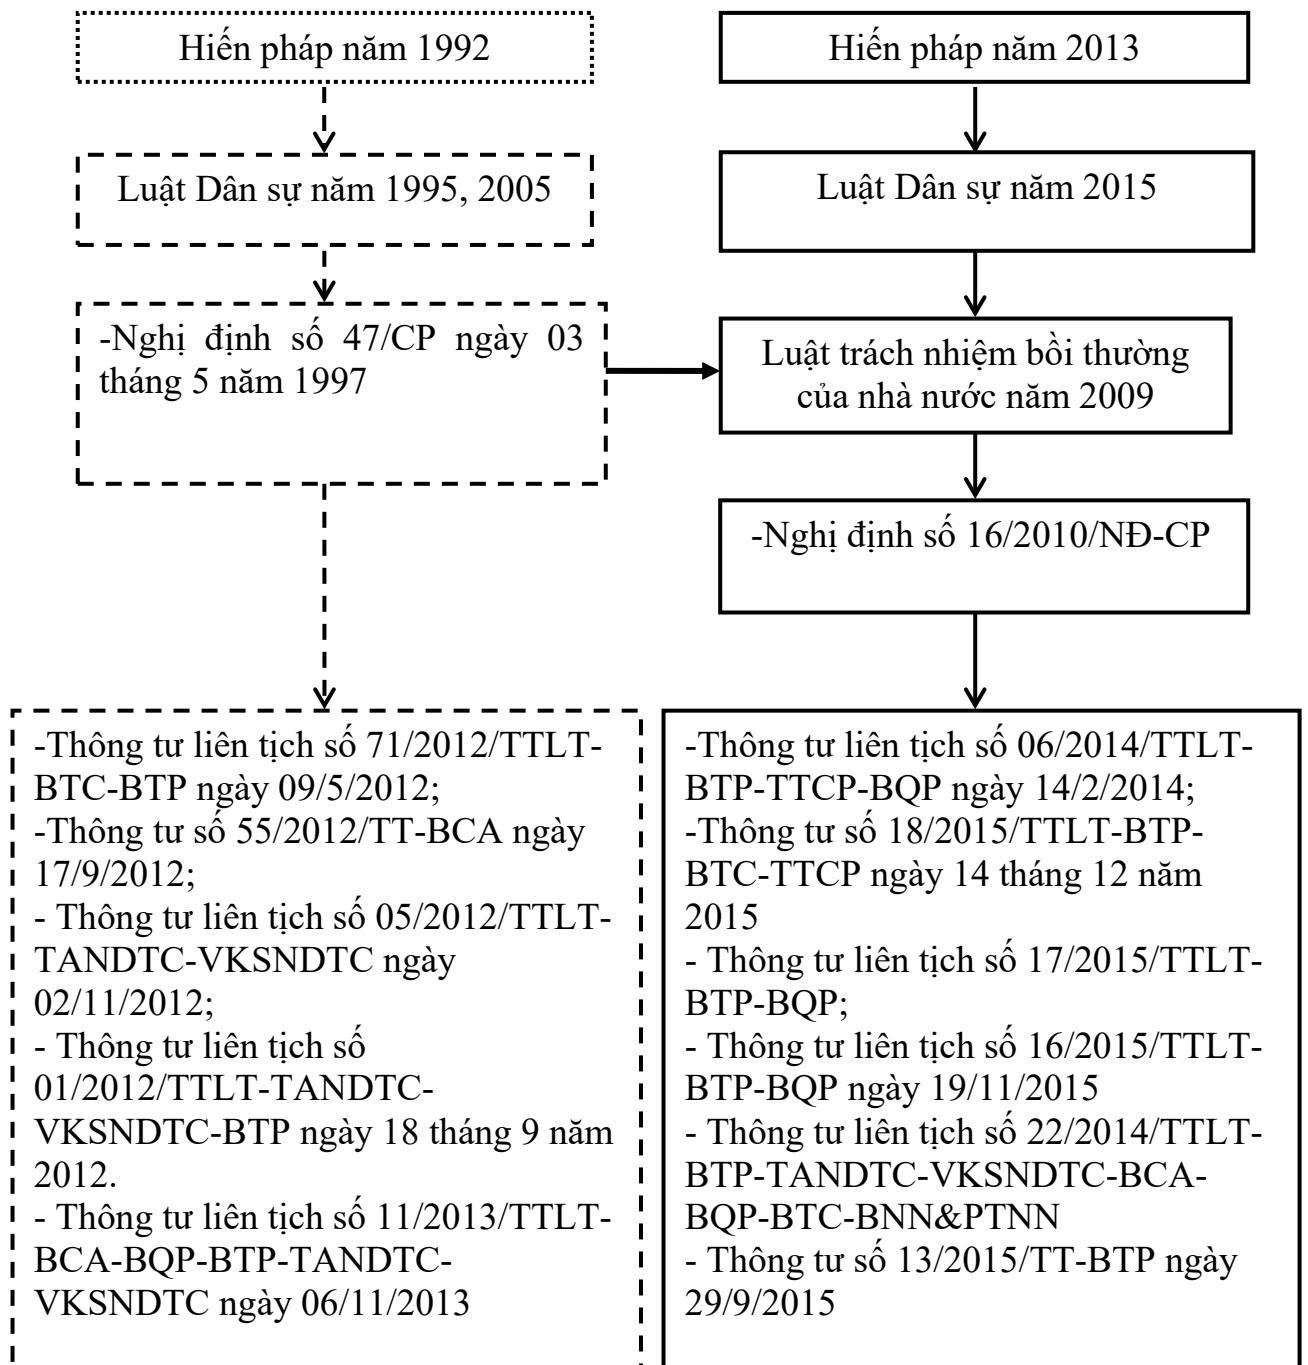 Hiến pháp năm 1992
Hiến pháp năm 2013
Luật Dân sự năm 1995, 2005
Luật Dân sự năm 2015
-Nghị định số 47/CP ngày 03
tháng 5 năm 1997
Luật trách nhiệm bồi thường
của nhà nước năm 2009
-Nghị định số 16/2010/NĐ-CP
-Thông tư liên tịch số 71/2012/TTLT-
BTC-BTP ngày 09/5/2012;
-Thông tư số 55/2012/TT-BCA ngày
17/9/2012;
- Thông tư liên tịch số 05/2012/TTLT-
TANDTC-VKSNDTC ngày
02/11/2012;
- Thông tư liên tịch số
01/2012/TTLT-TANDTC-
VKSNDTC-BTP ngày 18 tháng 9 năm
2012.
- Thông tư liên tịch số 11/2013/TTLT-
BCA-BQP-BTP-TANDTC-
VKSNDTC ngày 06/11/2013
-Thông tư liên tịch số 06/2014/TTLT-
BTP-TTCP-BQP ngày 14/2/2014;
-Thông tư số 18/2015/TTLT-BTP-
BTC-TTCP ngày 14 tháng 12 năm
2015
- Thông tư liên tịch số 17/2015/TTLT-
BTP-BQP;
- Thông tư liên tịch số 16/2015/TTLT-
BTP-BQP ngày 19/11/2015
- Thông tư liên tịch số 22/2014/TTLT-
BTP-TANDTC-VKSNDTC-BCA-
BQP-BTC-BNN&PTNN
- Thông tư số 13/2015/TT-BTP ngày
29/9/2015